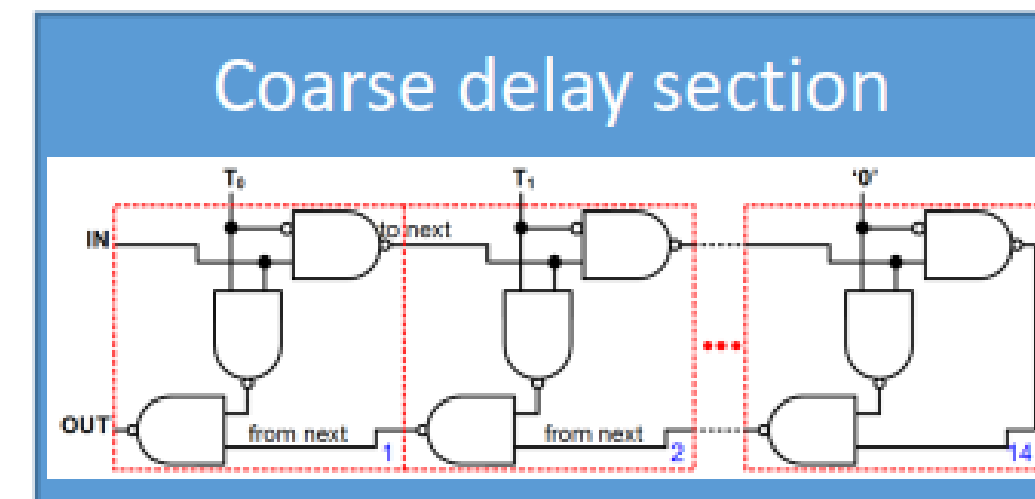 Coarse delay section
T₀ T₁ '0'
IN to next
OUT from next 1 from next 2 14